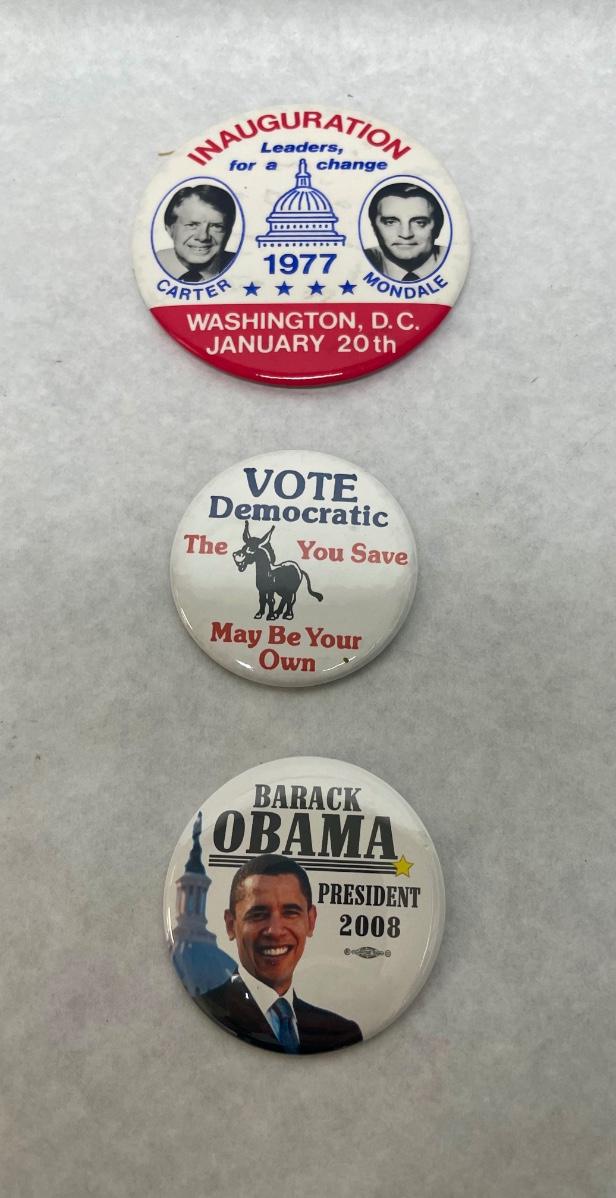 INAUGURATION
Leaders,
for a change
1977
CARTER MONDALE
WASHINGTON, D.C.
JANUARY 20th
VOTE
Democratic
The You Save
May Be Your
Own
BARACK
OBAMA
PRESIDENT
2008